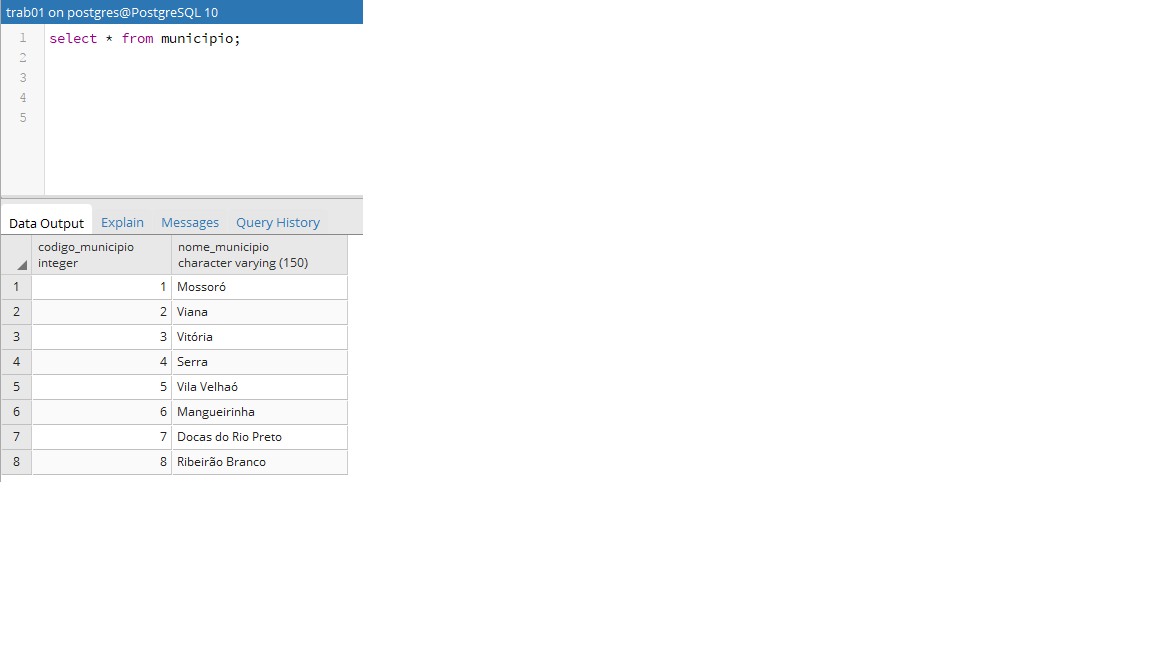 trab01 on postgres@PostgreSQL 10
1 select * from municipio;
2
3
4
5
Data Output Explain Messages Query History
codigo_municipio nome_municipio
integer character varying (150)
1 1 Mossoró
2 2 Viana
3 3 Vitória
4 4 Serra
5 5 Vila Velhaó
6 6 Mangueirinha
7 7 Docas do Rio Preto
8 8 Ribeirão Branco